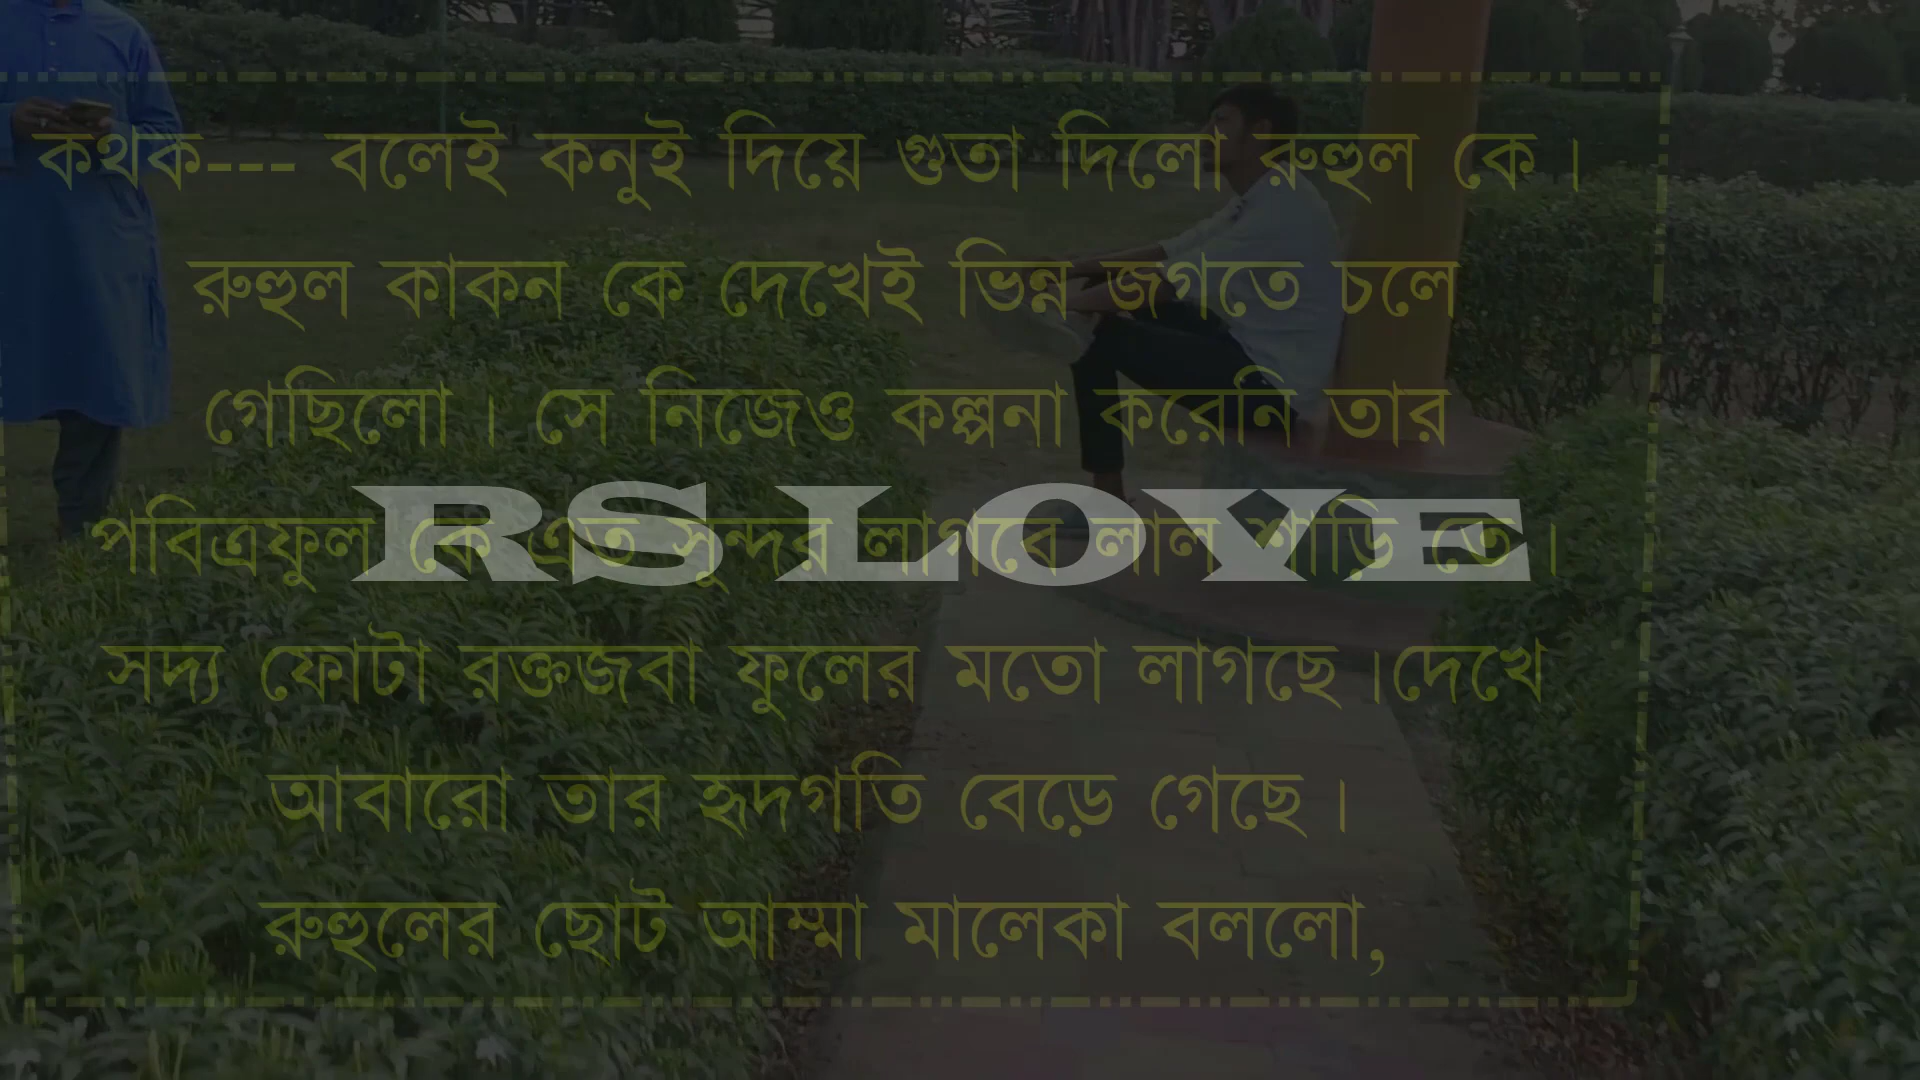 কথক--- বলেই কনুই দিয়ে গুতা দিলো রুহুল কে।
রুহুল কাকন কে দেখেই ভিন্ন জগতে চলে
গেছিলো। সে নিজেও কল্পনা করেনি তার
পবিত্রফুল কে এত সুন্দর লাগবে লাল শাড়ি তে।
RS LOVE
সদ্য ফোটা রক্তজবা ফুলের মতো লাগছে।দেখে
আবারো তার হৃদগতি বেড়ে গেছে।
রুহুলের ছোট আম্মা মালেকা বললো,